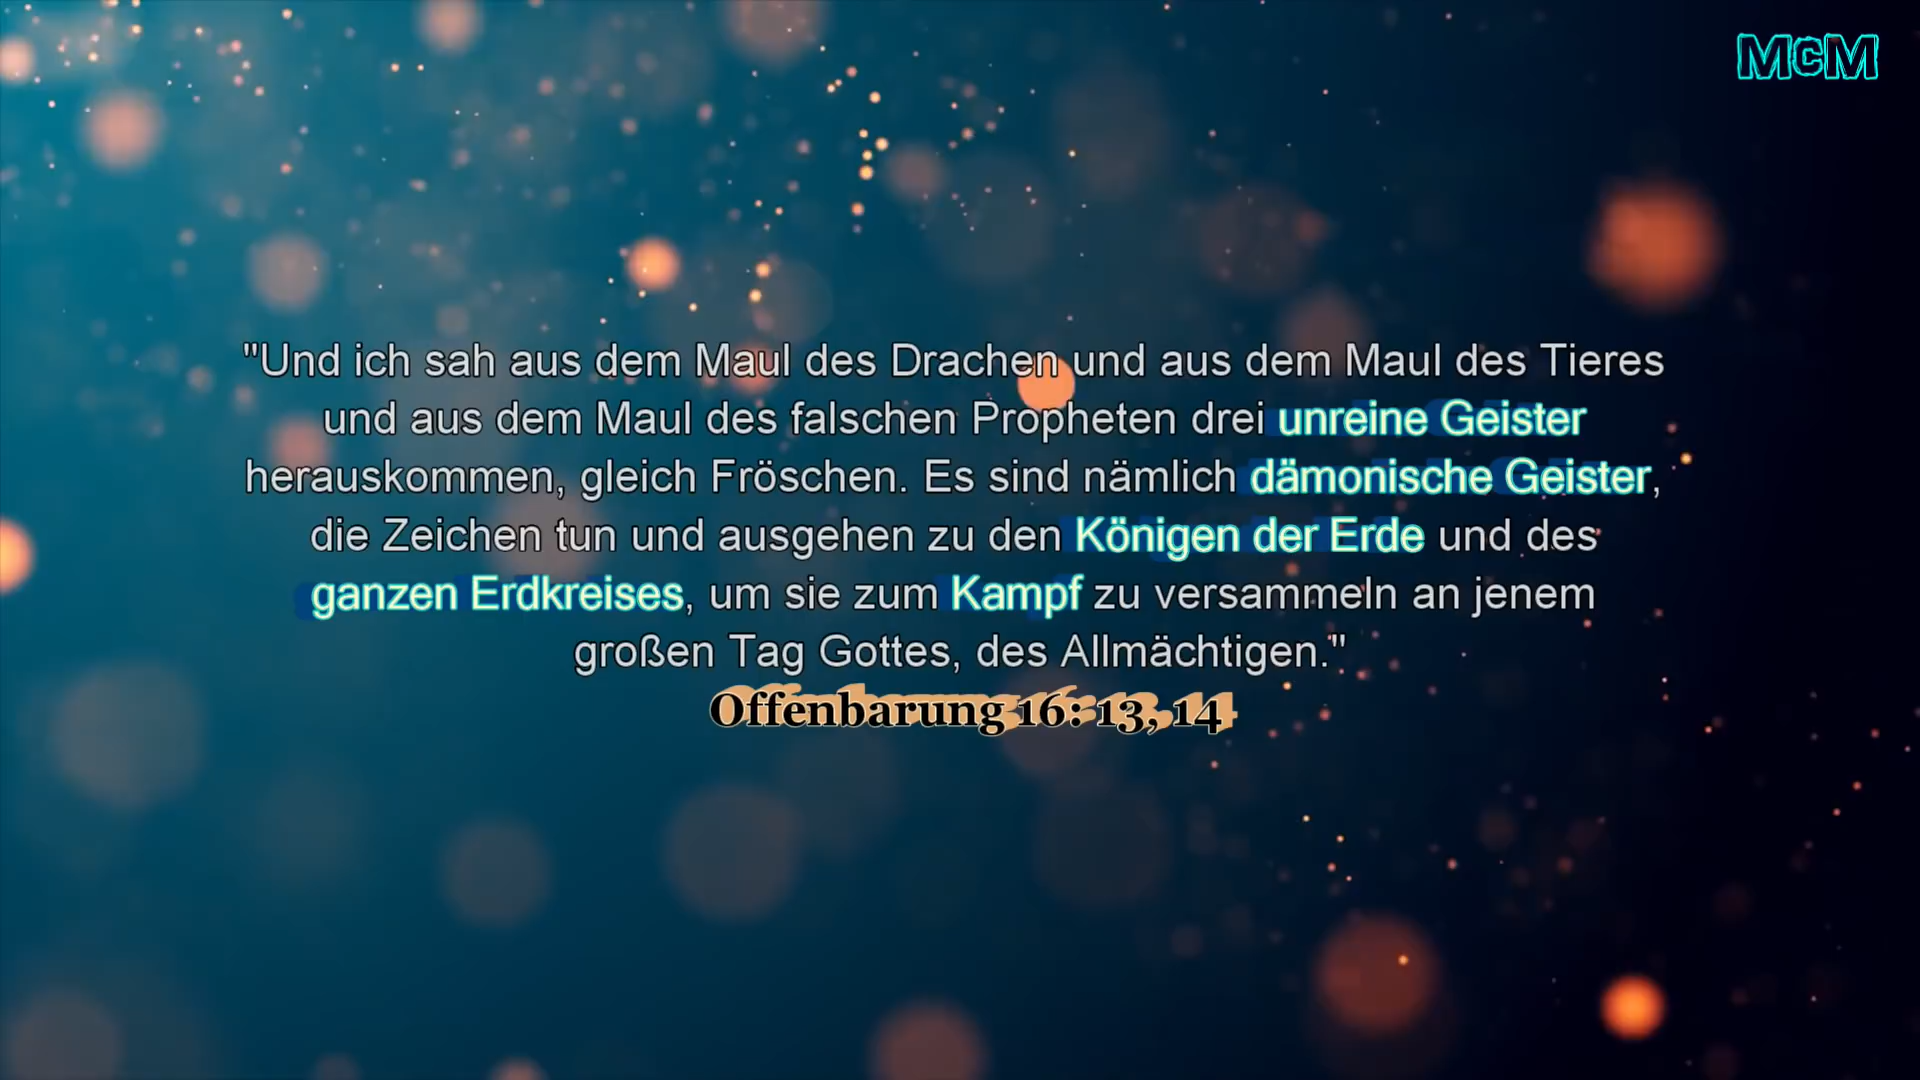 McM
"Und ich sah aus dem Maul des Drachen und aus dem Maul des Tieres
und aus dem Maul des falschen Propheten drei unreine Geister
herauskommen, gleich Fröschen. Es sind nämlich dämonische Geister,
die Zeichen tun und ausgehen zu den Königen der Erde und des
ganzen Erdkreises, um sie zum Kampf zu versammeln an jenem
großen Tag Gottes, des Allmächtigen."
Offenbarung 16: 13, 14